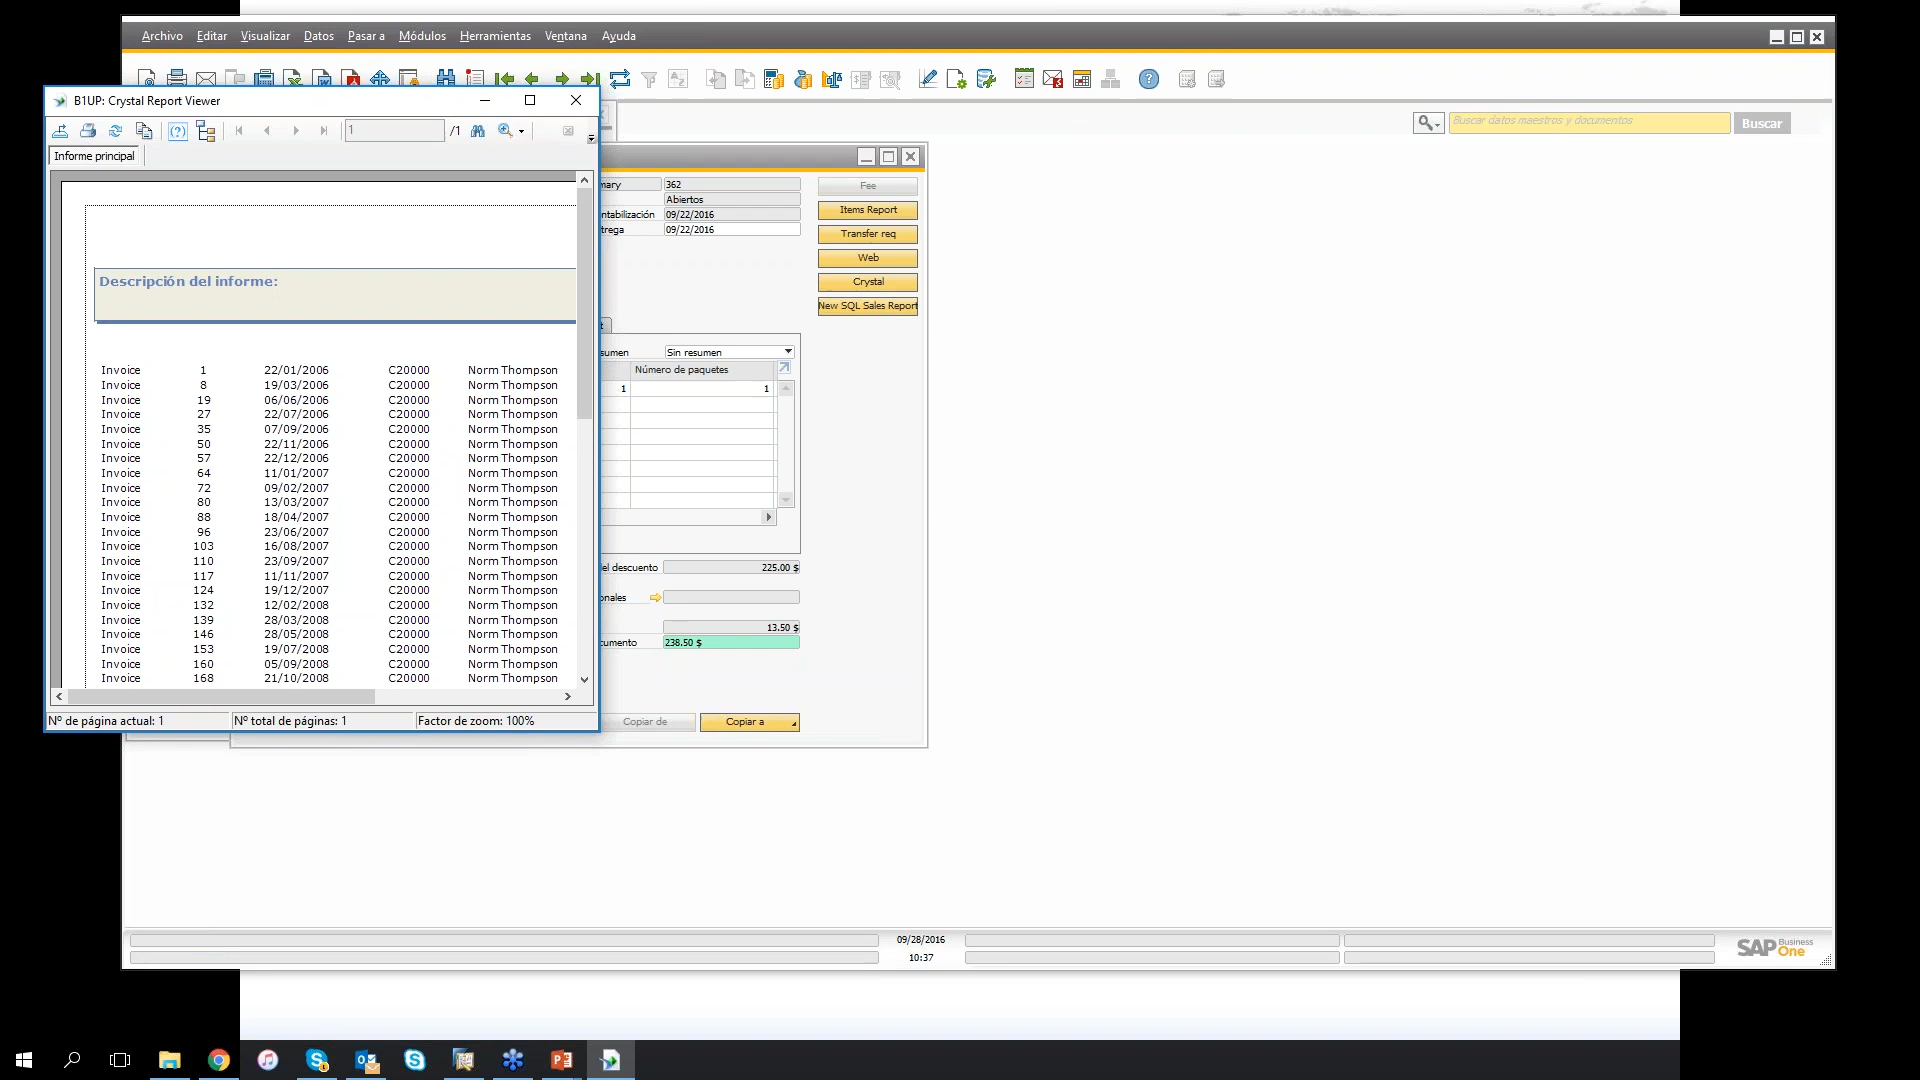 Archivo Editar Visualizar Datos Pasar a Módulos Herramientas Ventana Ayuda
B1UP: Crystal Report Viewer
1 /1
Informe principal
Buscar datos maestros y documentos Buscar
Descripción del informe:
Invoice 1 22/01/2006 C20000 Norm Thompson
Invoice 8 19/03/2006 C20000 Norm Thompson
Invoice 19 06/06/2006 C20000 Norm Thompson
Invoice 27 22/07/2006 C20000 Norm Thompson
Invoice 35 07/09/2006 C20000 Norm Thompson
Invoice 50 22/11/2006 C20000 Norm Thompson
Invoice 57 22/12/2006 C20000 Norm Thompson
Invoice 64 11/01/2007 C20000 Norm Thompson
Invoice 72 09/02/2007 C20000 Norm Thompson
Invoice 80 13/03/2007 C20000 Norm Thompson
Invoice 88 18/04/2007 C20000 Norm Thompson
Invoice 96 23/06/2007 C20000 Norm Thompson
Invoice 103 16/08/2007 C20000 Norm Thompson
Invoice 110 23/09/2007 C20000 Norm Thompson
Invoice 117 11/11/2007 C20000 Norm Thompson
Invoice 124 19/12/2007 C20000 Norm Thompson
Invoice 132 12/02/2008 C20000 Norm Thompson
Invoice 139 28/03/2008 C20000 Norm Thompson
Invoice 146 28/05/2008 C20000 Norm Thompson
Invoice 153 19/07/2008 C20000 Norm Thompson
Invoice 160 05/09/2008 C20000 Norm Thompson
Invoice 168 21/10/2008 C20000 Norm Thompson
Nº de página actual: 1 Nº total de páginas: 1 Factor de zoom: 100%
mary 362
Abiertos
ntabilización 09/22/2016
trega 09/22/2016
Fee
Items Report
Transfer req
Web
Crystal
New SQL Sales Report
sumen Sin resumen
Número de paquetes
1 1
el descuento 225.00 $
onales
13.50 $
cumento 238.50 $
Copiar de Copiar a
09/28/2016
10:37
SAP Business One